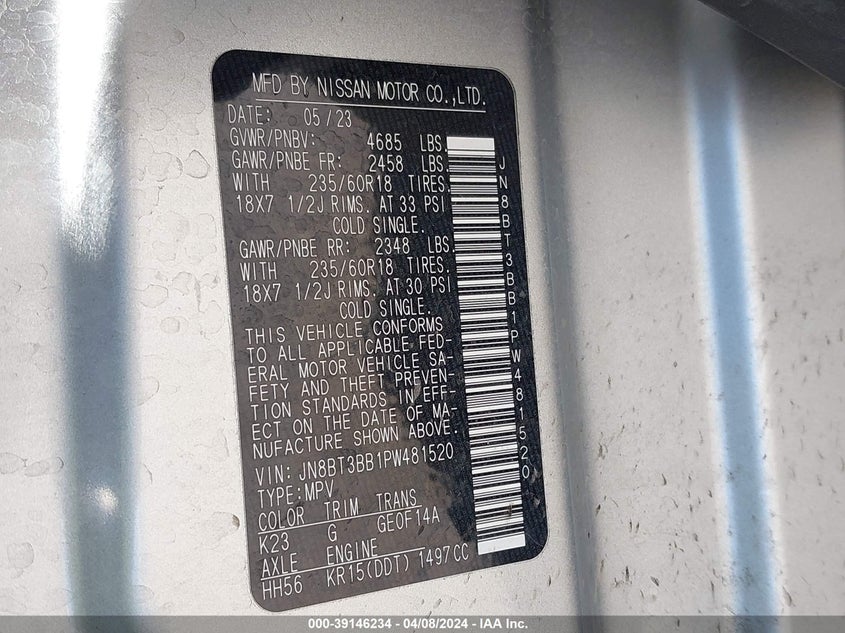 MFD BY NISSAN MOTOR CO.,LTD.
DATE: 05/23
GVWR/PNBV: 4685 LBS.
GAWR/PNBE FR: 2458 LBS.
WITH 235/60R18 TIRES.
18X7 1/2J RIMS. AT 33 PSI
COLD SINGLE.
GAWR/PNBE RR: 2348 LBS.
WITH 235/60R18 TIRES.
18X7 1/2J RIMS. AT 30 PSI
COLD SINGLE.
THIS VEHICLE CONFORMS
TO ALL APPLICABLE FED-
ERAL MOTOR VEHICLE SA-
FETY AND THEFT PREVEN-
TION STANDARDS IN EFF-
ECT ON THE DATE OF MA-
NUFACTURE SHOWN ABOVE.
VIN: JN8BT3BB1PW481520
TYPE:MPV
COLOR TRIM TRANS
K23 G GE0F14A
AXLE ENGINE
HH56 KR15(DDT) 1497CC
JN8BT3BB1PW481520
000-39146234 - 04/08/2024 - IAA Inc.